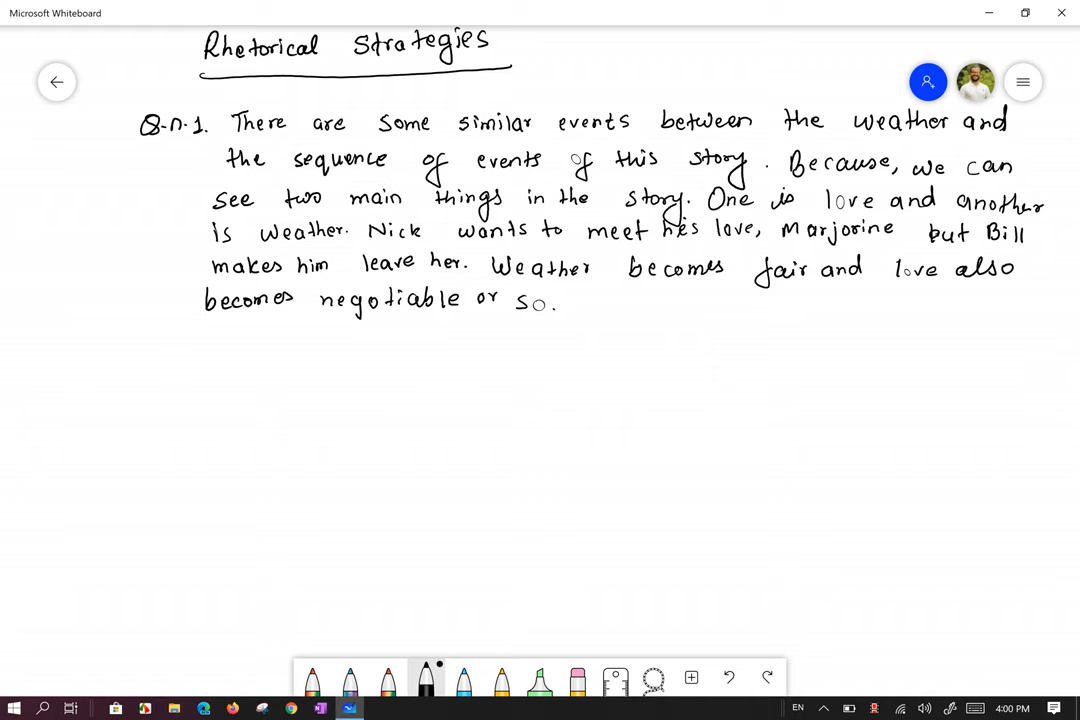 Microsoft Whiteboard
Rhetorical Strategies
Q.n.1. There are some similar events between the weather and
the sequence of events of this story. Because, we can
see two main things in the story. One is love and another
is weather. Nick wants to meet his love, Marjorine but Bill
makes him leave her. Weather becomes fair and love also
becomes negotiable or so.
EN
4:00 PM